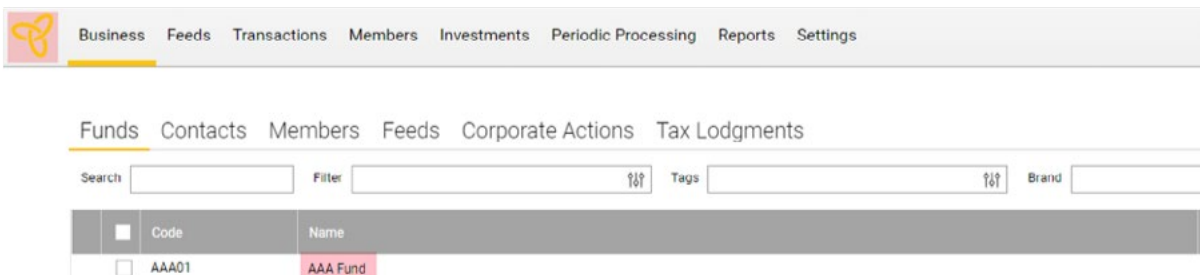 Business Feeds Transactions Members Investments Periodic Processing Reports Settings
Funds Contacts Members Feeds Corporate Actions Tax Lodgments
Search Filter Tags Brand
Code Name
AAA01 AAA Fund